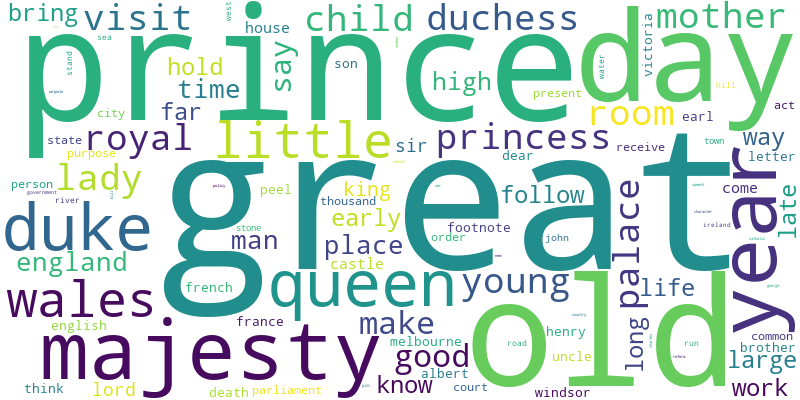 bring
visit
west
house
child
duchess
mother
prince
day
sea
stand
hold
say
son
high
victoria
water
hill
time
present
room
act
city
far
earl
state
royal
little
sir
princess
receive
town
way
purpose
dear
letter
person
lady
peel
king
follow
come
late
government
river
thousand
early
great
year
duke
stone
man
place
footnote
order
john
palace
character
ireland
england
castle
french
queen
young
life
wales
majesty
france
make
melbourne
henry
old
country
george
english
good
road
run
common
long
brother
uncle
large
think
lord
death
parliament
know
albert
court
windsor
work